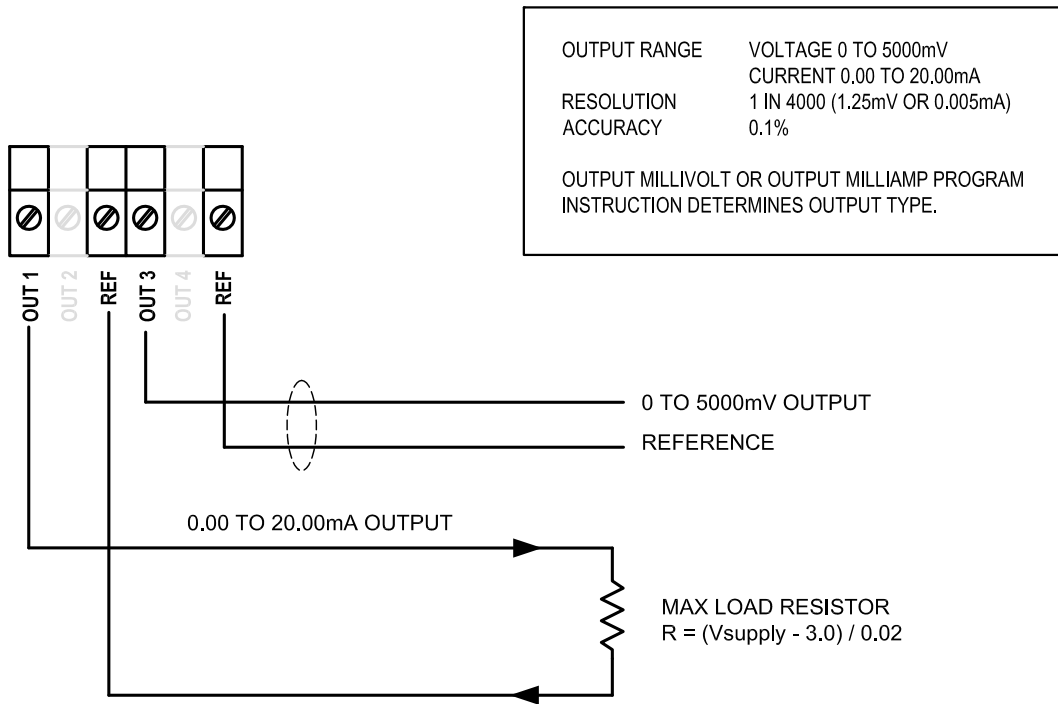 OUTPUT RANGE VOLTAGE 0 TO 5000mV
CURRENT 0.00 TO 20.00mA
RESOLUTION 1 IN 4000 (1.25mV OR 0.005mA)
ACCURACY 0.1%
OUTPUT MILLIVOLT OR OUTPUT MILLIAMP PROGRAM
INSTRUCTION DETERMINES OUTPUT TYPE.
OUT 1
OUT 2
REF
OUT 3
OUT 4
REF
0 TO 5000mV OUTPUT
REFERENCE
0.00 TO 20.00mA OUTPUT
MAX LOAD RESISTOR
R = (Vsupply - 3.0) / 0.02